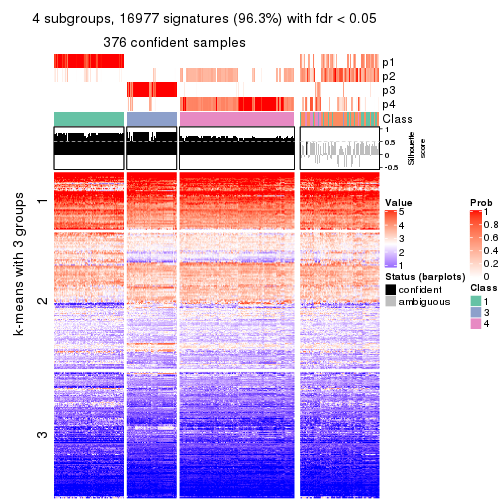 4 subgroups, 16977 signatures (96.3%) with fdr < 0.05
376 confident samples
p1
p2
p3
p4
Class
1
0.5
0
-0.5
Silhouette
score
k-means with 3 groups
1
2
3
Value
5
4
3
2
1
Status (barplots)
confident
ambiguous
Prob
1
0.8
0.6
0.4
0.2
0
Class
1
3
4